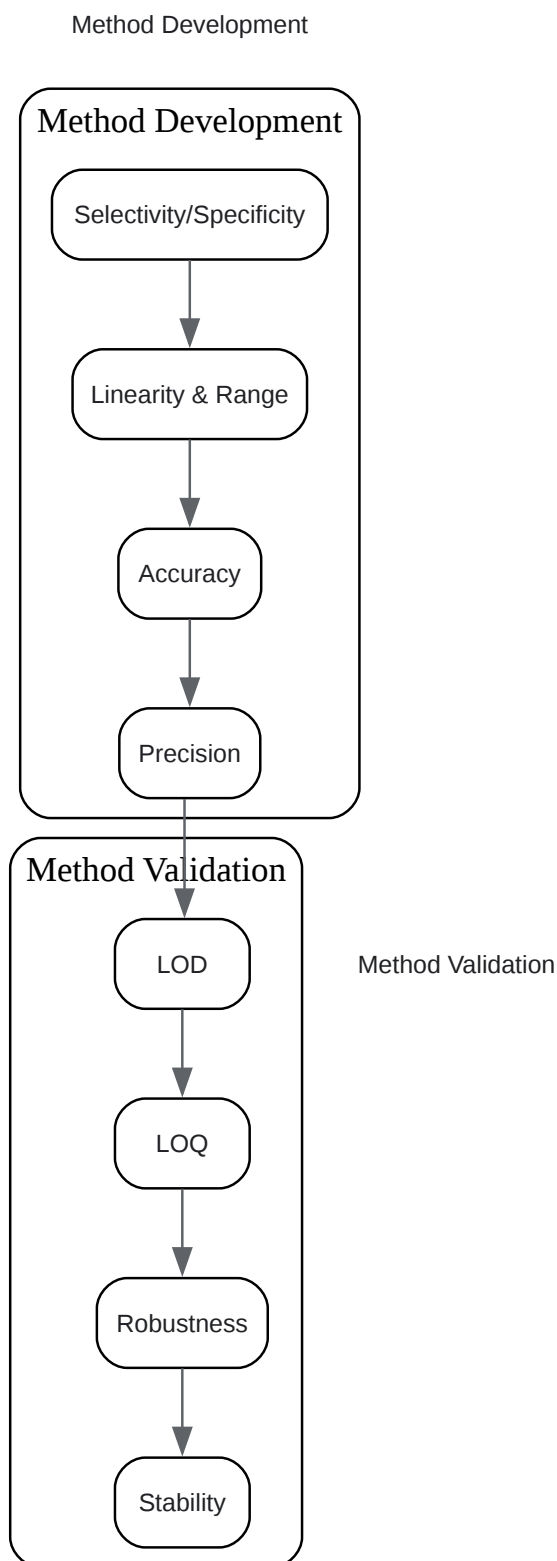 Method Development
Method Development
Selectivity/Specificity
Linearity & Range
Accuracy
Precision
Method Validation
LOD
Method Validation
LOQ
Robustness
Stability